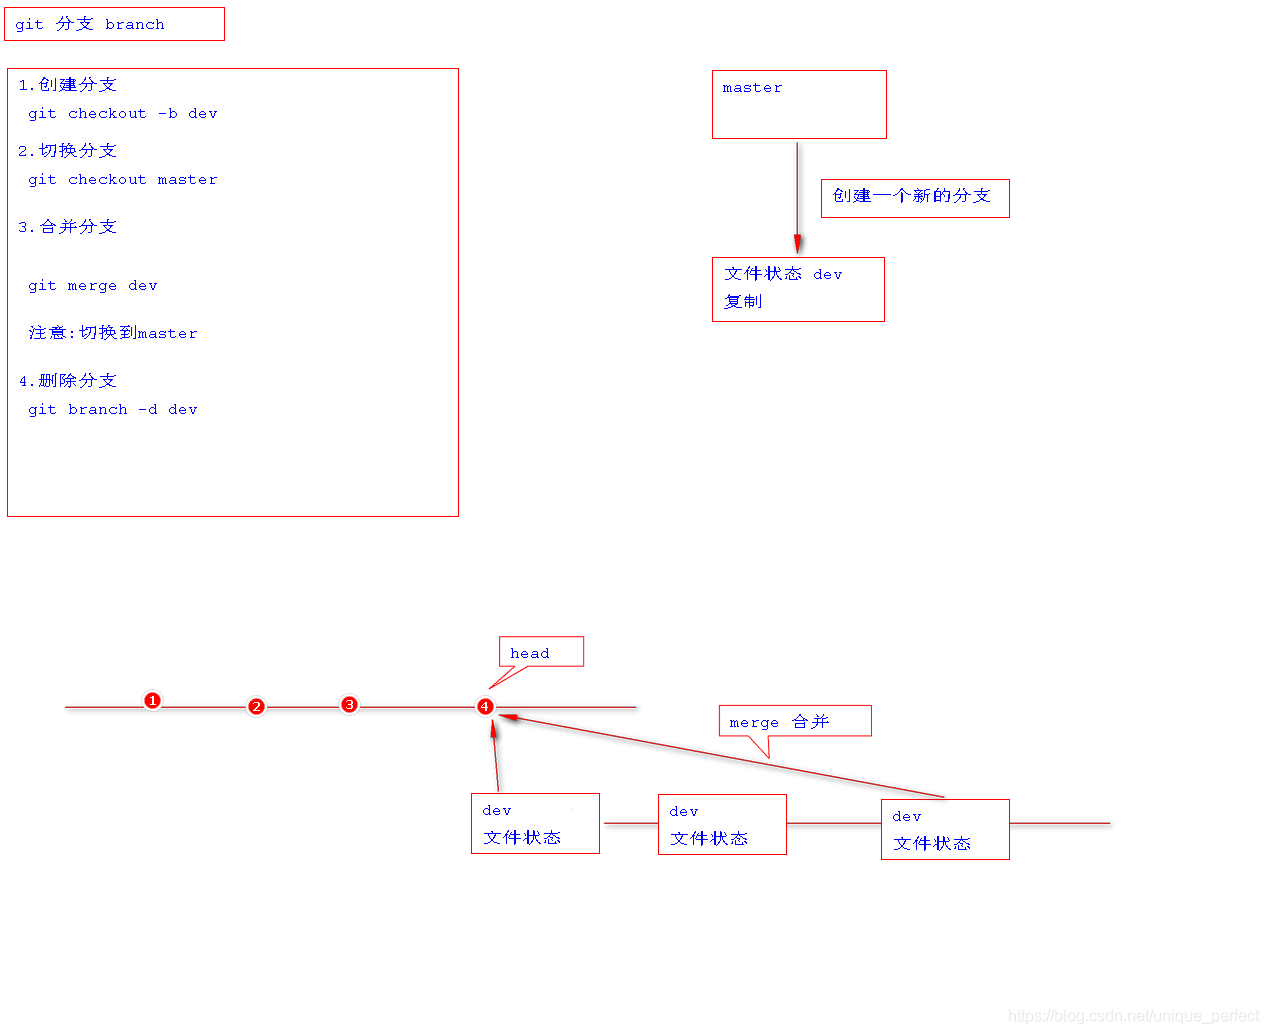 git 分支 branch
1.创建分支
git checkout -b dev
2.切换分支
git checkout master
3.合并分支
git merge dev
注意:切换到master
4.删除分支
git branch -d dev
master
创建一个新的分支
文件状态 dev
复制
head
1
2
3
4
merge 合并
dev
文件状态
dev
文件状态
dev
文件状态
https://blog.csdn.net/unique_perfect